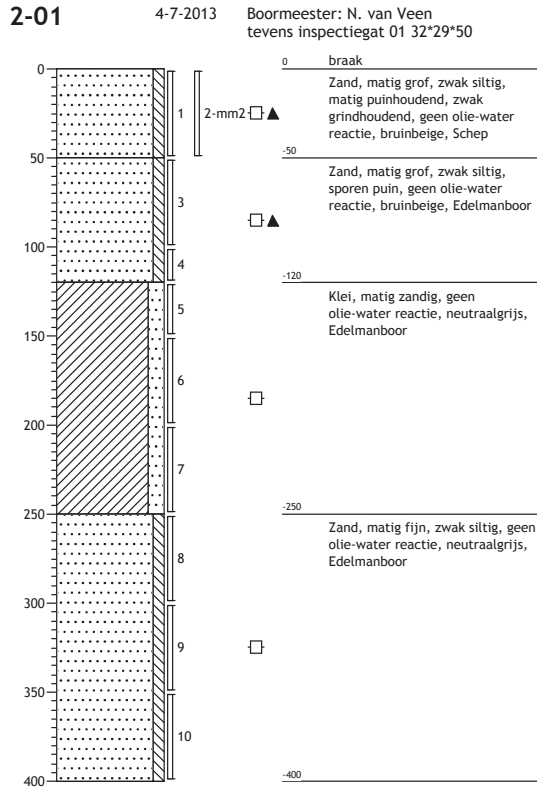 2-01
4-7-2013
Boormeester: N. van Veen
tevens inspectiegat 01 32*29*50
0
50
100
150
200
250
300
350
400
1
2-mm2
3
4
5
6
7
8
9
10
0
braak
Zand, matig grof, zwak siltig,
matig puinhoudend, zwak
grindhoudend, geen olie-water
reactie, bruinbeige, Schep
-50
Zand, matig grof, zwak siltig,
sporen puin, geen olie-water
reactie, bruinbeige, Edelmanboor
-120
Klei, matig zandig, geen
olie-water reactie, neutraalgrijs,
Edelmanboor
-250
Zand, matig fijn, zwak siltig, geen
olie-water reactie, neutraalgrijs,
Edelmanboor
-400